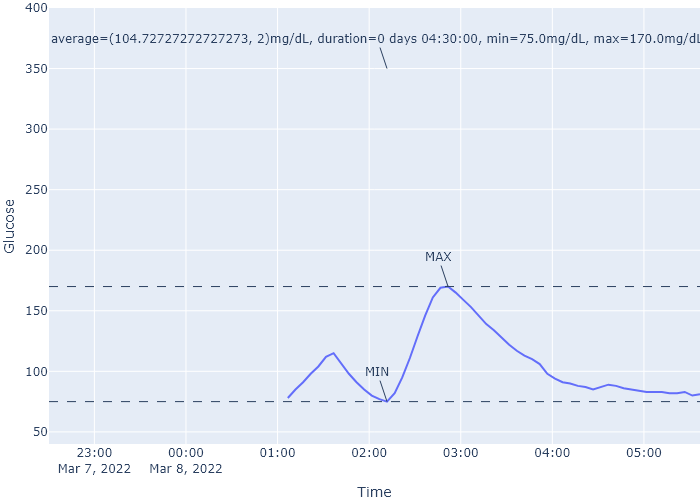 400
average=(104.72727272727273, 2)mg/dL, duration=0 days 04:30:00, min=75.0mg/dL, max=170.0mg/dL
350
300
250
200
150
100
50
Glucose
MAX
MIN
23:00 00:00 01:00 02:00 03:00 04:00 05:00
Mar 7, 2022 Mar 8, 2022
Time